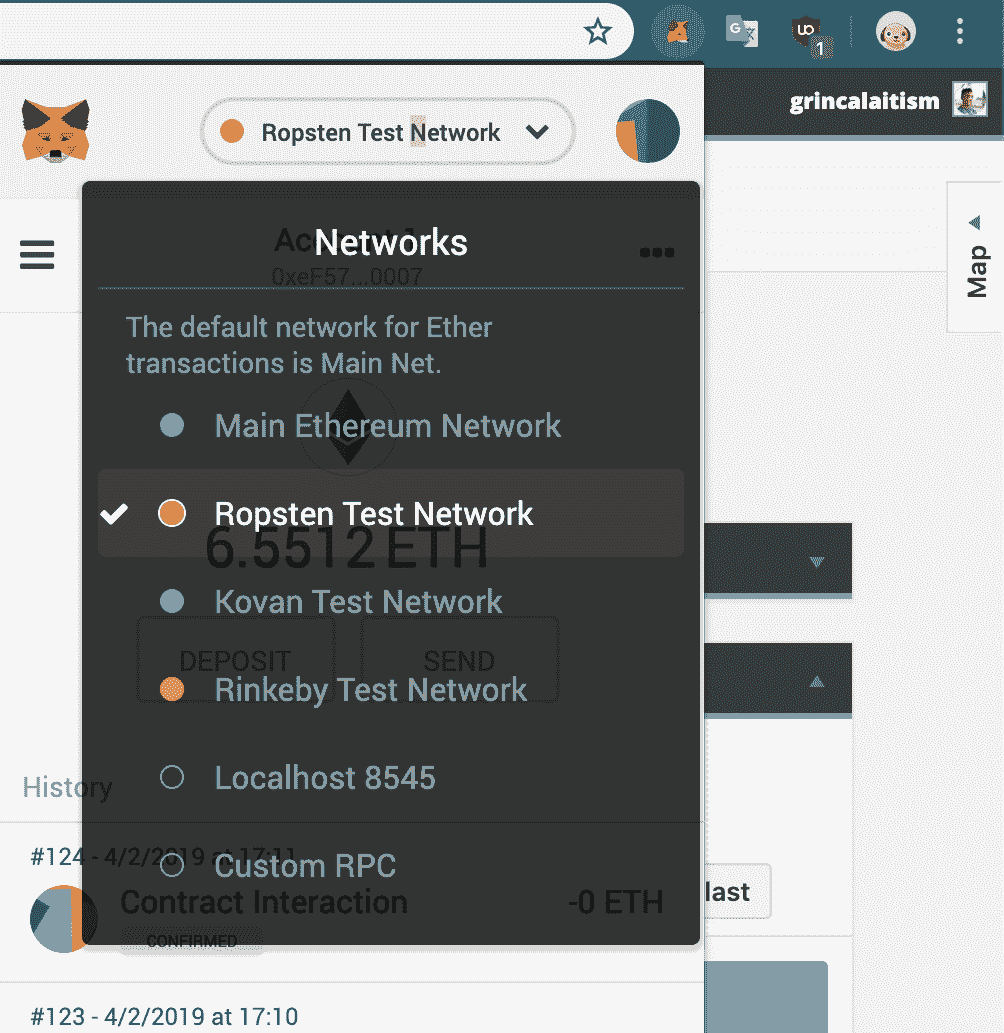 G
UD
1
grincalaitism
Ropsten Test Network
Account 1
0xeF57...0007
Networks
The default network for Ether
transactions is Main Net.
Main Ethereum Network
Ropsten Test Network
6.5512 ETH
Kovan Test Network
DEPOSIT
SEND
Rinkeby Test Network
Localhost 8545
Custom RPC
History
#124 - 4/2/2019 at 17:11
Contract Interaction
-0 ETH
CONFIRMED
#123 - 4/2/2019 at 17:10
Map
last